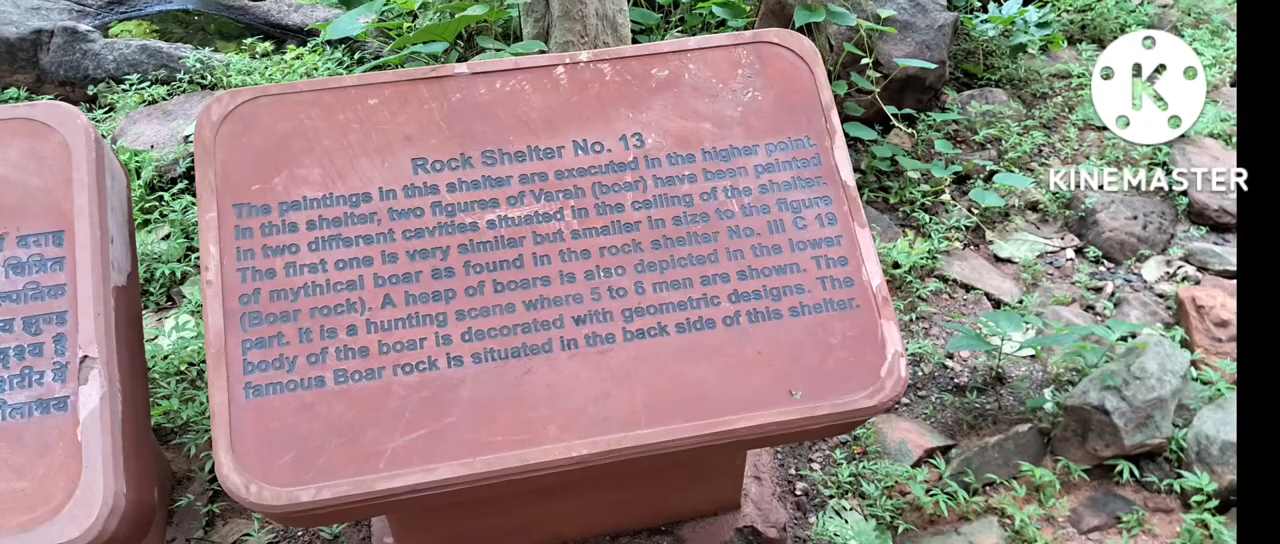 वराह
चित्रित
झुण्ड
Rock Shelter No. 13
The paintings in this shelter are executed in the higher point.
In this shelter, two figures of Varah (boar) have been painted
in two different cavities situated in the ceiling of the shelter.
The first one is very similar but smaller in size to the figure
of mythical boar as found in the rock shelter No. III C 19
(Boar rock). A heap of boars is also depicted in the lower
part. It is a hunting scene where 5 to 6 men are shown. The
body of the boar is decorated with geometric designs. The
famous Boar rock is situated in the back side of this shelter.
KINEMASTER